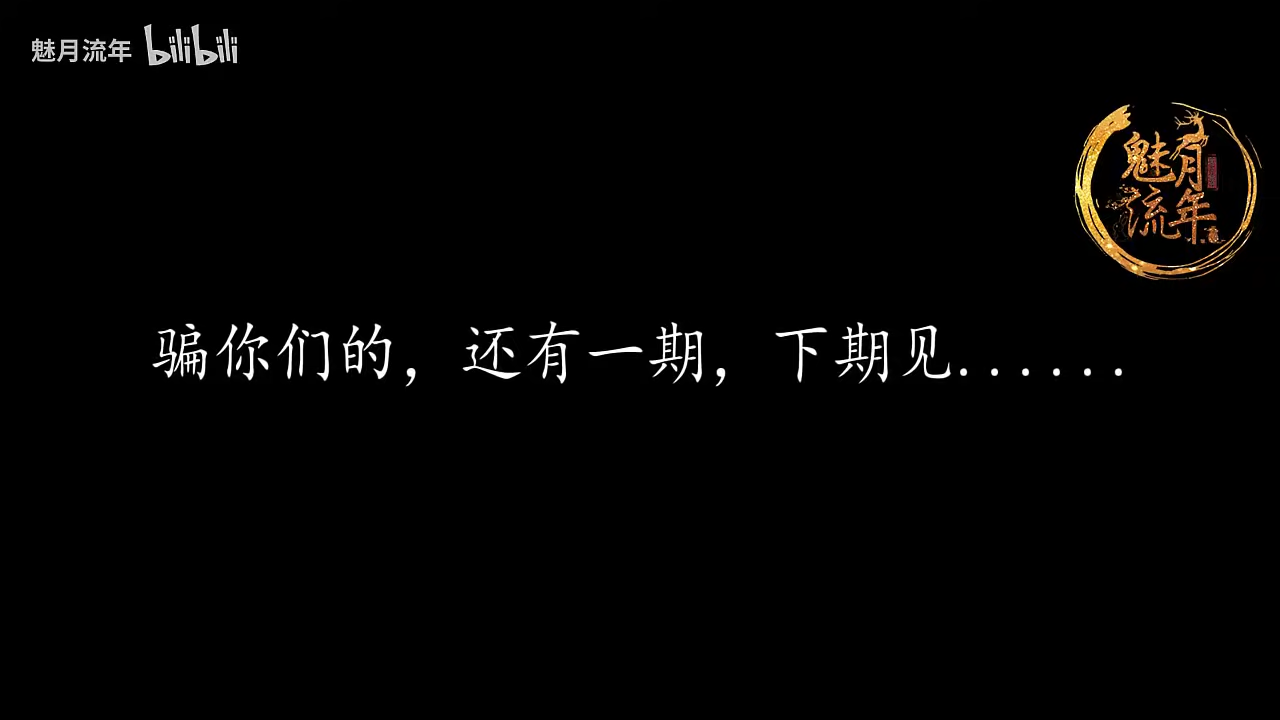 魅月流年 bilibili
魅月
流年
骗你们的，还有一期，下期见......